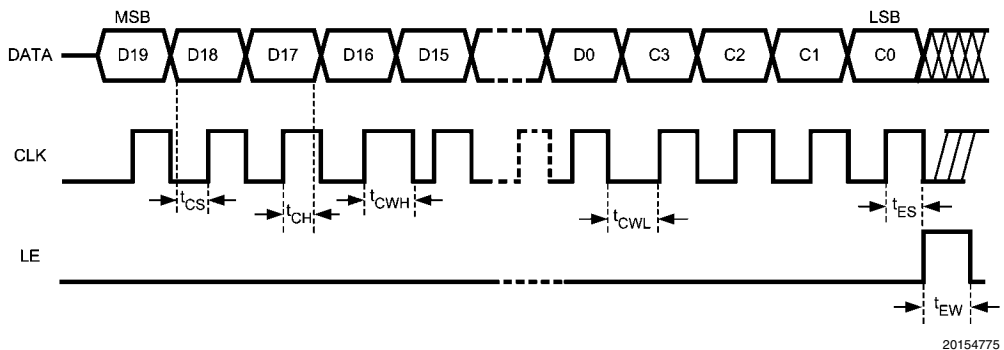 MSB LSB
DATA D19 D18 D17 D16 D15 D0 C3 C2 C1 C0
CLK
tCS tCH tCWH tCWL tES
LE
tEW
20154775